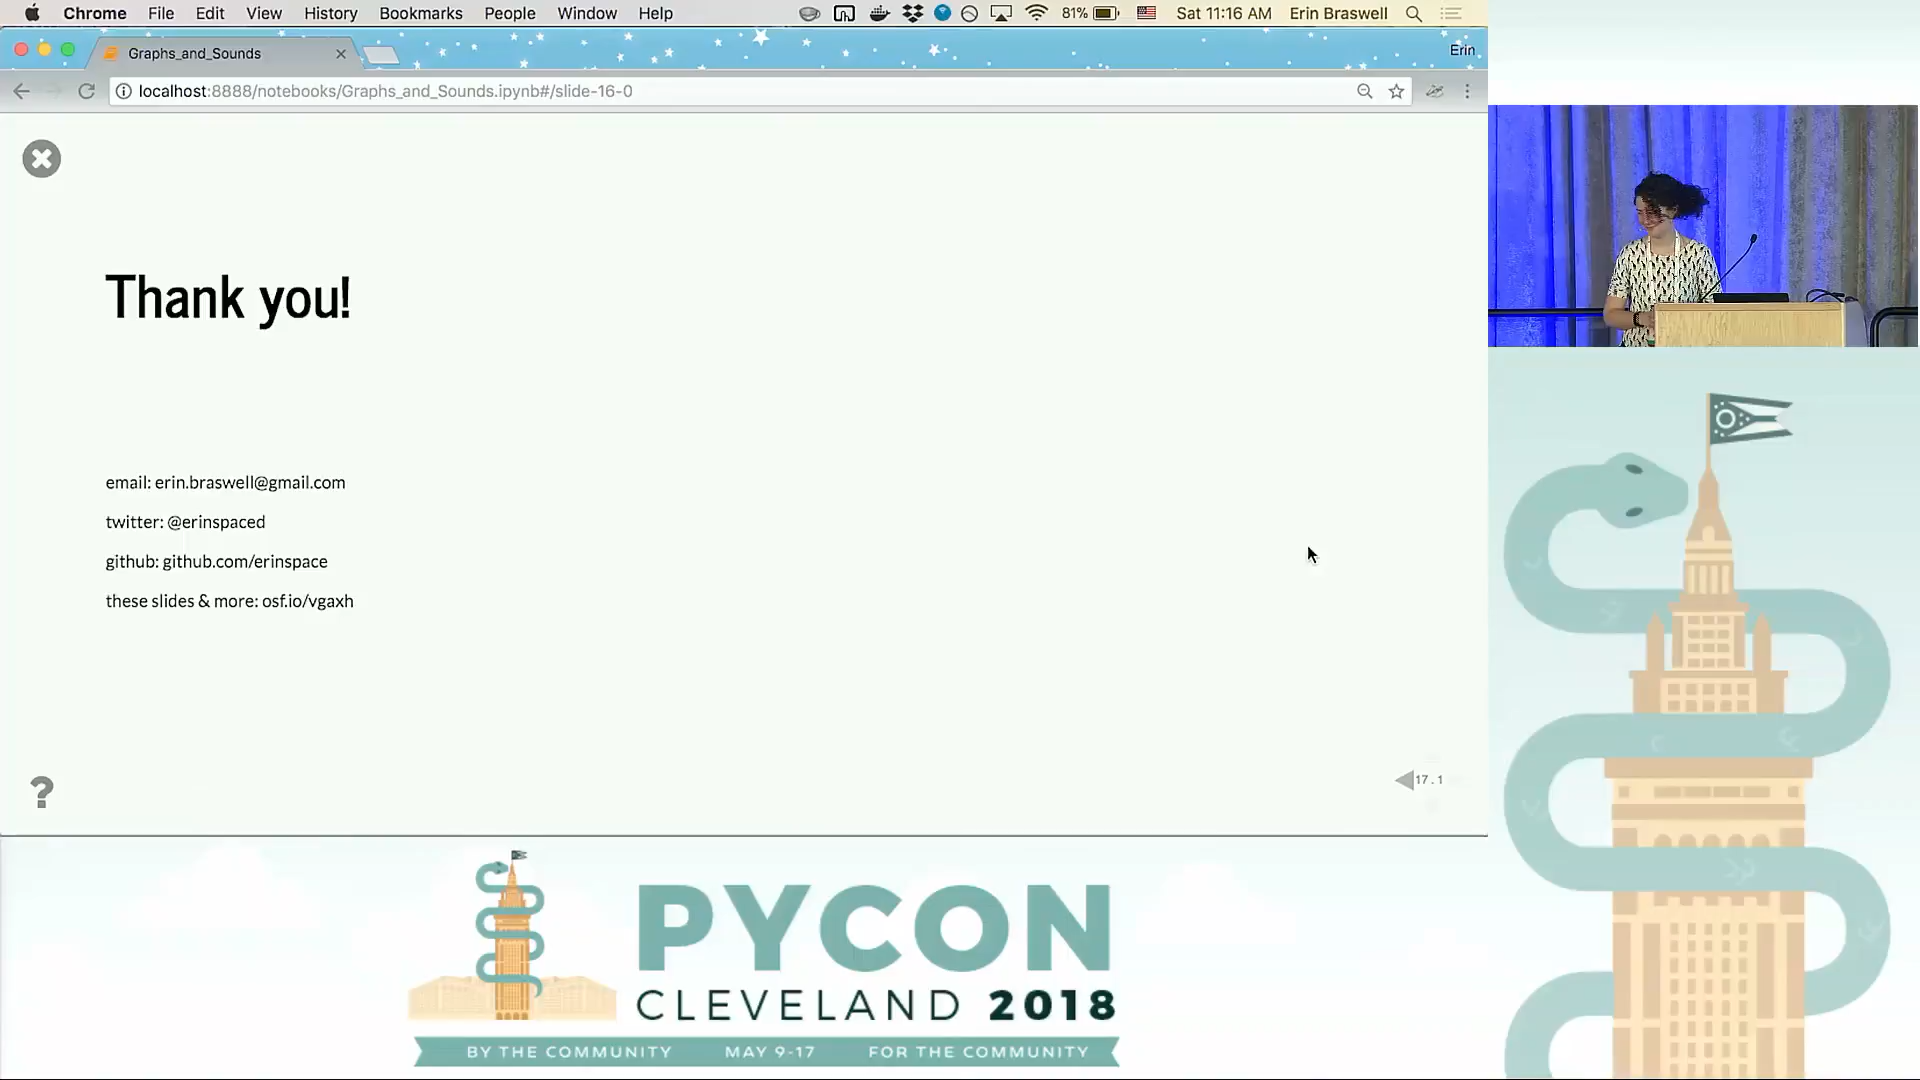 Chrome File Edit View History Bookmarks People Window Help 81% Sat 11:16 AM Erin Braswell
Graphs_and_Sounds
Erin
localhost:8888/notebooks/Graphs_and_Sounds.ipynb#/slide-16-0
Thank you!
email: erin.braswell@gmail.com
twitter: @erinspaced
github: github.com/erinspace
these slides & more: osf.io/vgaxh
?
17.1
PYCON
CLEVELAND 2018
BY THE COMMUNITY MAY 9-17 FOR THE COMMUNITY